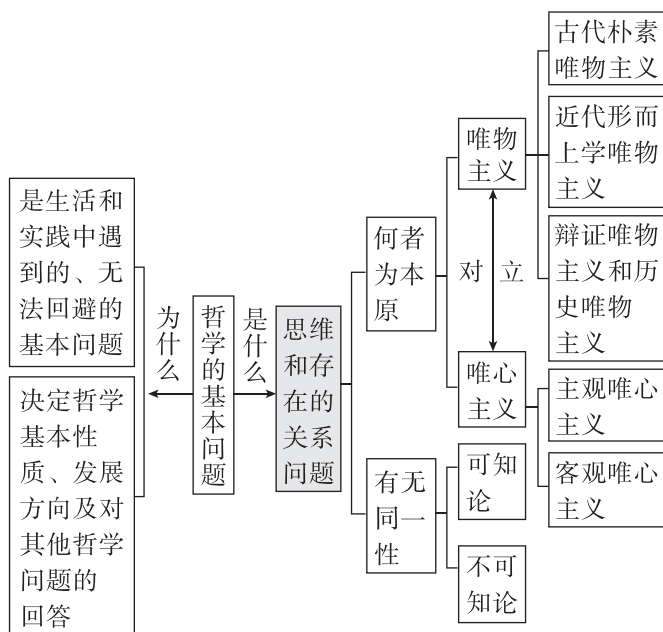 是生活和
实践中遇
到的、无
法回避的
基本问题
决定哲学
基本性
质、发展
方向及对
其他哲学
问题的
回答
为什么
哲学的基本问题
是什么
思维
和存
在的
关系
问题
何者
为本
原
有无
同一
性
唯物
主义
对 立
唯心
主义
可知
论
不可
知论
古代朴素
唯物主义
近代形而
上学唯物
主义
辩证唯物
主义和历
史唯物
主义
主观唯心
主义
客观唯心
主义